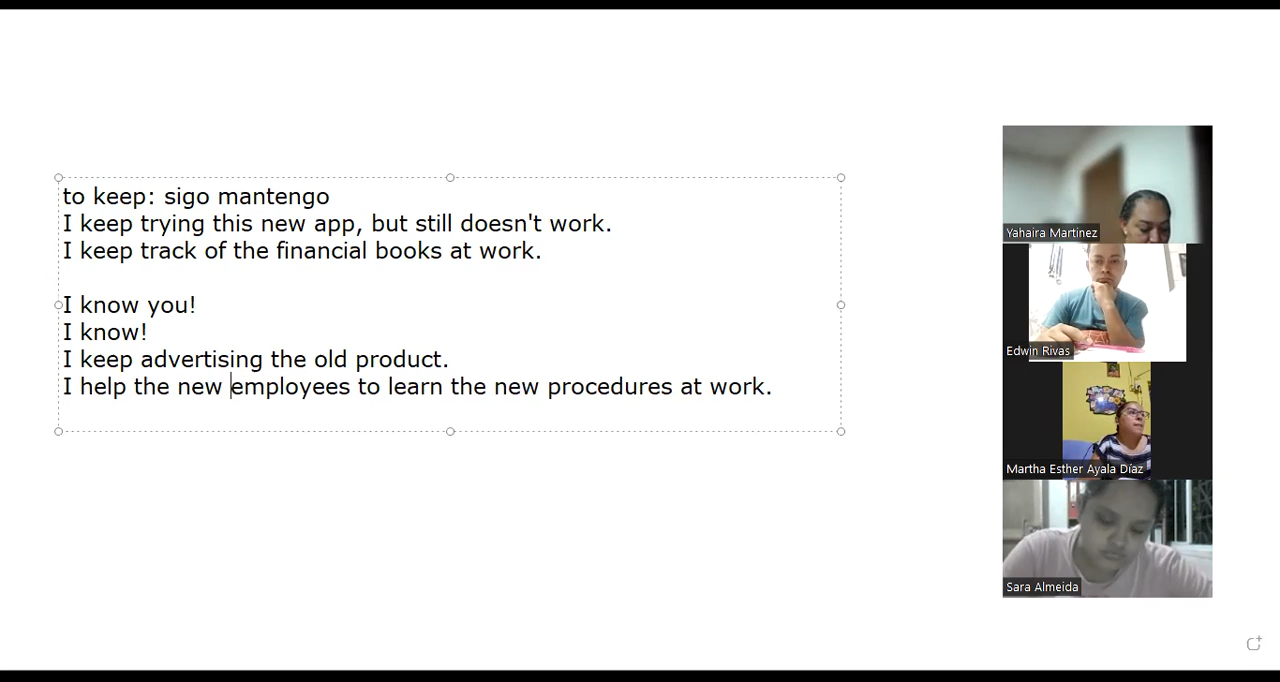 to keep: sigo mantengo
I keep trying this new app, but still doesn't work.
I keep track of the financial books at work.
I know you!
I know!
I keep advertising the old product.
I help the new employees to learn the new procedures at work.
Yahaira Martinez
Edwin Rivas
Martha Esther Ayala Díaz
Sara Almeida